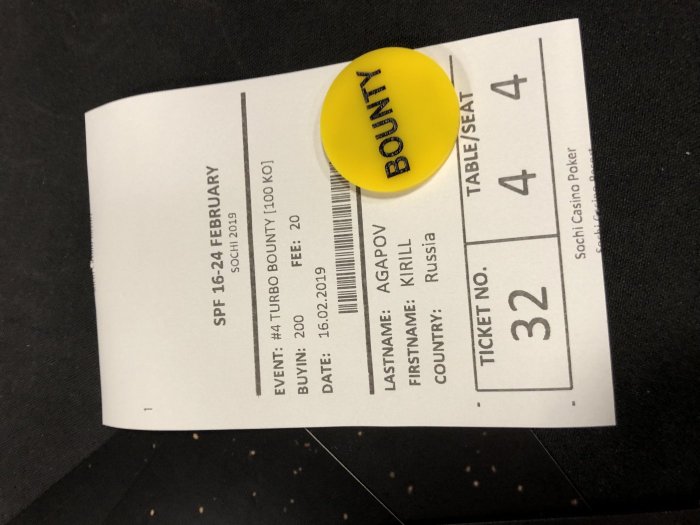 SPF 16-24 FEBRUARY
SOCHI 2019
EVENT: #4 TURBO BOUNTY [100 KO]
BUYIN: 200 FEE: 20
DATE: 16.02.2019
BOUNTY
LASTNAME: AGAPOV
FIRSTNAME: KIRILL
COUNTRY: Russia
TICKET NO. TABLE/SEAT
32 4 4
Sochi Casino Poker